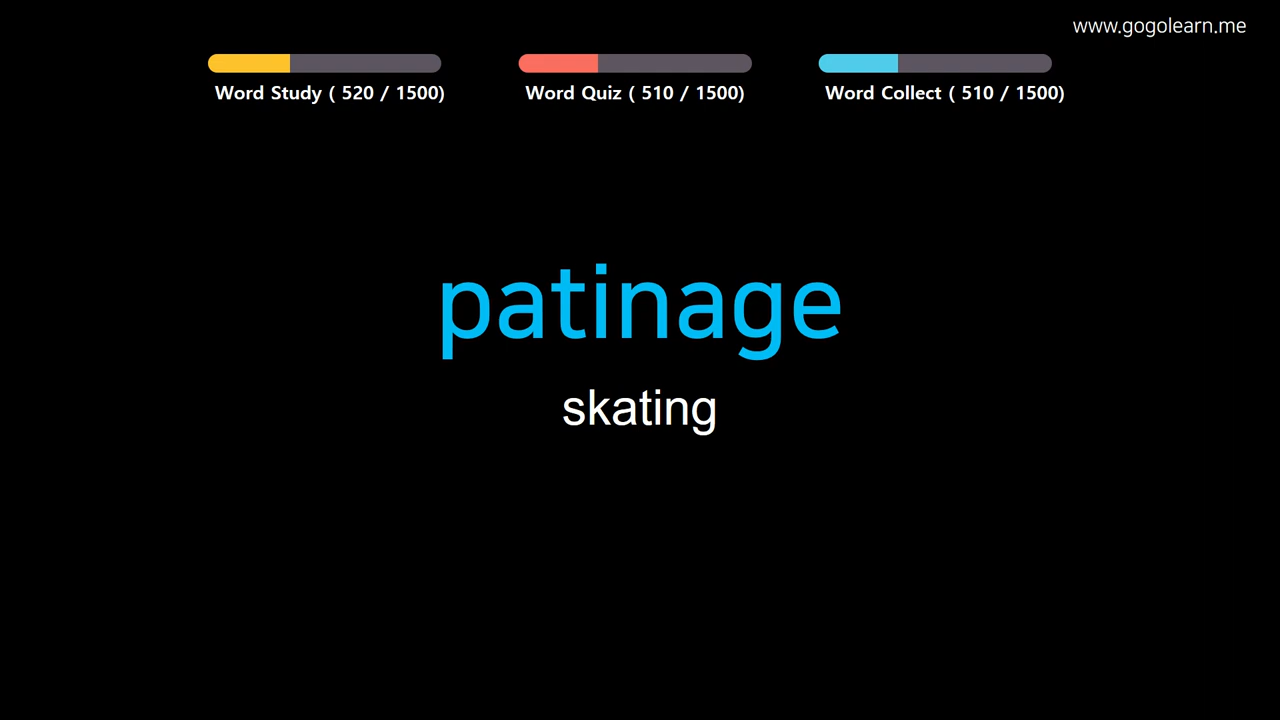 www.gogolearn.me
Word Study ( 520 / 1500)
Word Quiz ( 510 / 1500)
Word Collect ( 510 / 1500)
patinage
skating